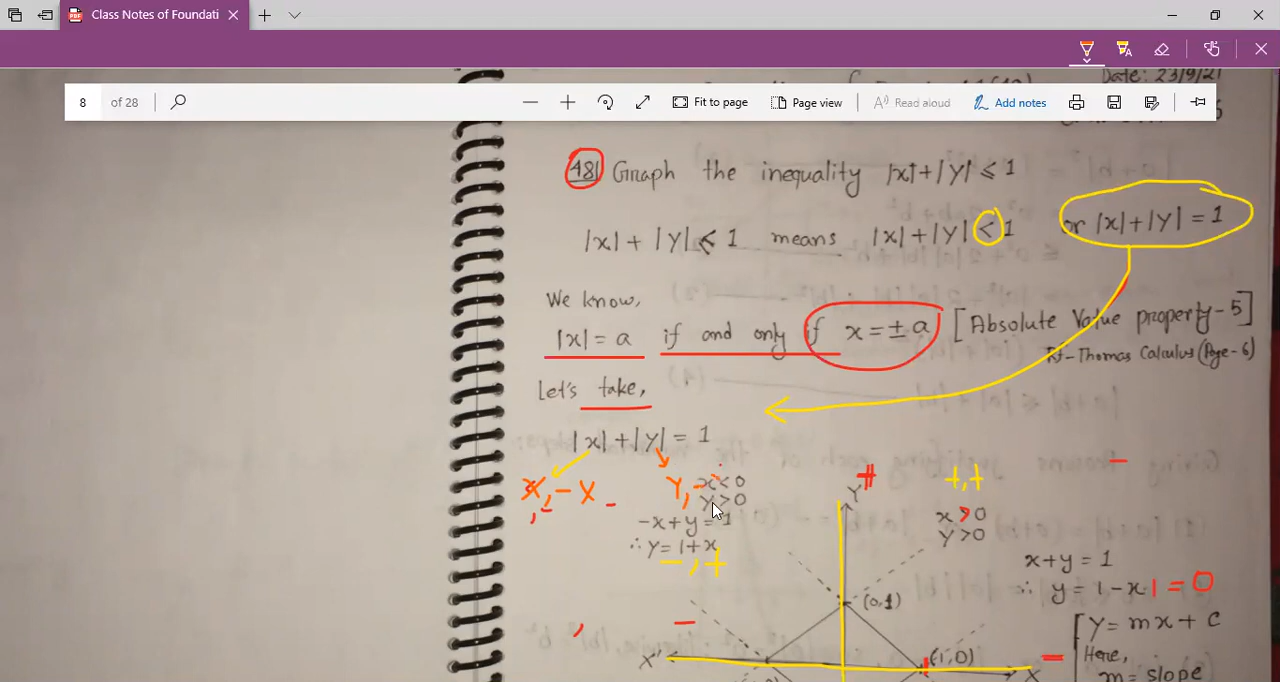 Class Notes of Foundati
8 of 28
Fit to page
Page view
Read aloud
Add notes
Date: 23/9/21
48 Graph the inequality |x|+|y| ≤ 1
|x| + |y| ≤ 1 means |x|+|y| < 1 or |x|+|y| = 1
We know,
|x| = a if and only if x = ±a [Absolute Value property-5]
Rf-Thomas Calculus (Page-6)
Let's take,
|x|+|y| = 1
x, -x
y, -
x<0
y>0
-x+y = 1
∴ y = 1+x
-, +
Y
+, +
x>0
y>0
x+y = 1
∴ y = 1-x
1 = 0
(0,1)
(1,0)
X'
X
[y = mx + c
Here,
m = slope